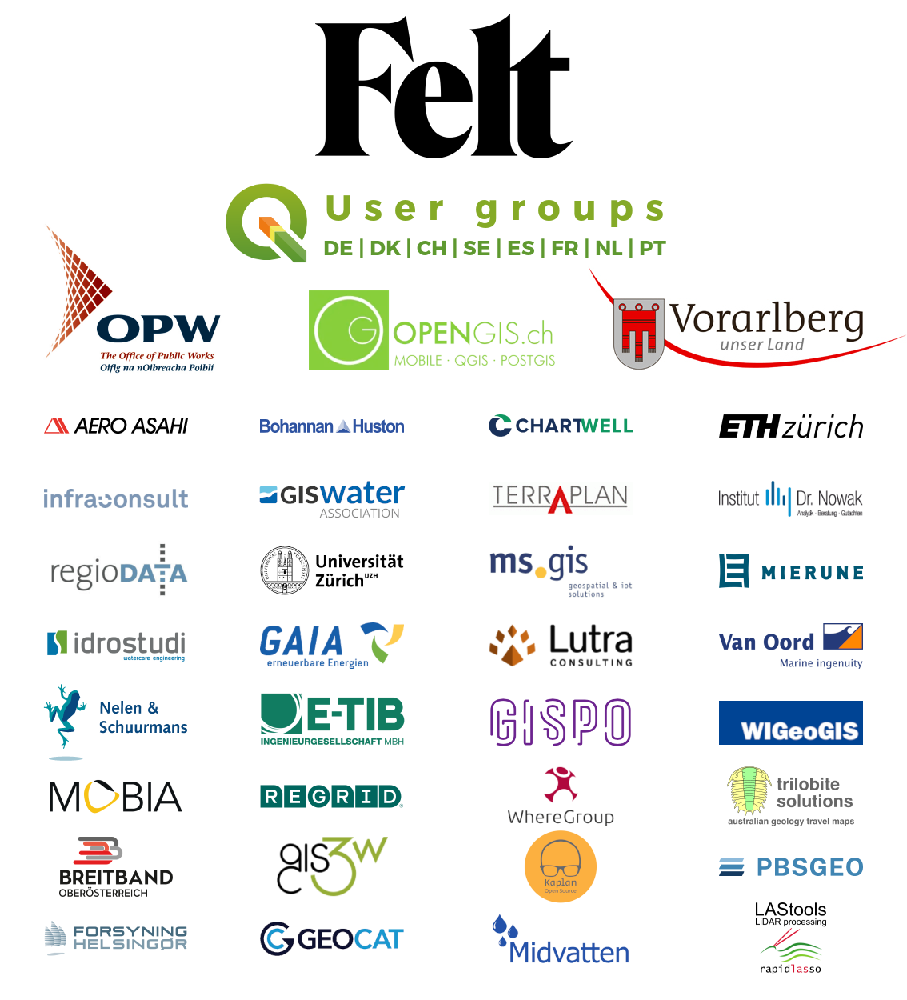 Felt
User groups
DE | DK | CH | SE | ES | FR | NL | PT
OPW
The Office of Public Works
Oifig na nOibreacha Poiblí
OPENGIS.ch
MOBILE · QGIS · POSTGIS
Vorarlberg
unser Land
AERO ASAHI
Bohannan Huston
CHARTWELL
ETH zürich
infraconsult
GISwater
ASSOCIATION
TERRAPLAN
Institut Dr. Nowak
Analytik · Beratung · Gutachten
regioDATA
UNIVERSITAS TURICENSIS
Universität
Zürich UZH
ms.gis
geospatial & iot
solutions
MIERUNE
idrostudi
watercare engineering
GAIA
erneuerbare Energien
Lutra
CONSULTING
Van Oord
Marine ingenuity
Nelen &
Schuurmans
E-TIB
INGENIEURGESELLSCHAFT MBH
GISPO
WIGeoGIS
MOBIA
REGRID®
WhereGroup
trilobite
solutions
australian geology travel maps
BREITBAND
OBERÖSTERREICH
gis3w
Kaplan
Open Source
PBSGEO
FORSYNING
HELSINGØR
GEOCAT
Midvatten
LAStools
LiDAR processing
rapidlasso